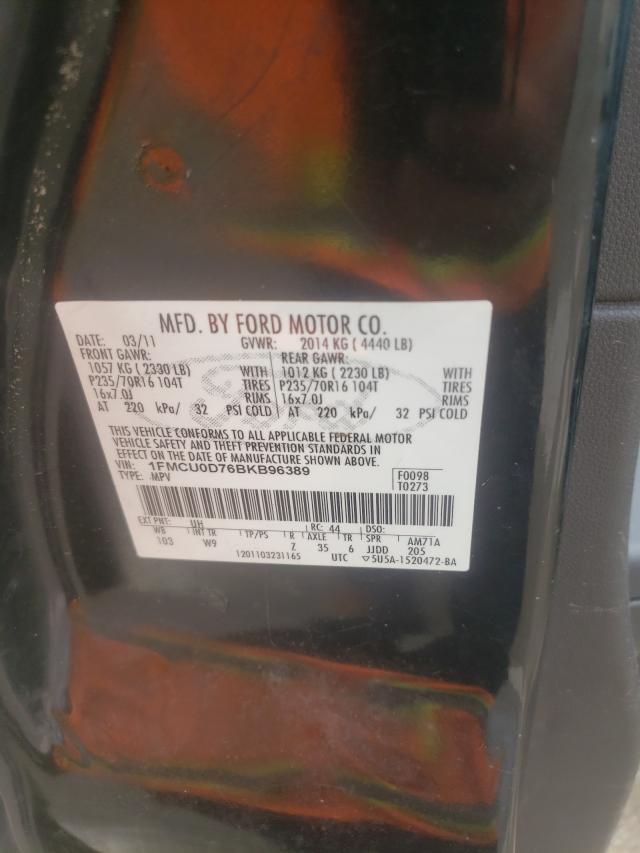 MFD. BY FORD MOTOR CO.
DATE: 03/11 GVWR: 2014 KG ( 4440 LB)
FRONT GAWR: REAR GAWR:
1057 KG ( 2330 LB) WITH 1012 KG ( 2230 LB) WITH
P235/70R16 104T TIRES P235/70R16 104T TIRES
16x7.0J RIMS 16x7.0J RIMS
AT 220 kPa/ 32 PSI COLD AT 220 kPa/ 32 PSI COLD
THIS VEHICLE CONFORMS TO ALL APPLICABLE FEDERAL MOTOR
VEHICLE SAFETY AND THEFT PREVENTION STANDARDS IN
EFFECT ON THE DATE OF MANUFACTURE SHOWN ABOVE.
VIN: 1FMCU0D76BKB96389 F0098
TYPE: MPV T0273
EXT PNT: UH RC: 44 DSO:
WB INT TR TP/PS R AXLE TR SPR AM71A
103 W9 Z 35 6 JJDD 205
1201103231165 UTC ▽5U5A-1520472-BA
Ford